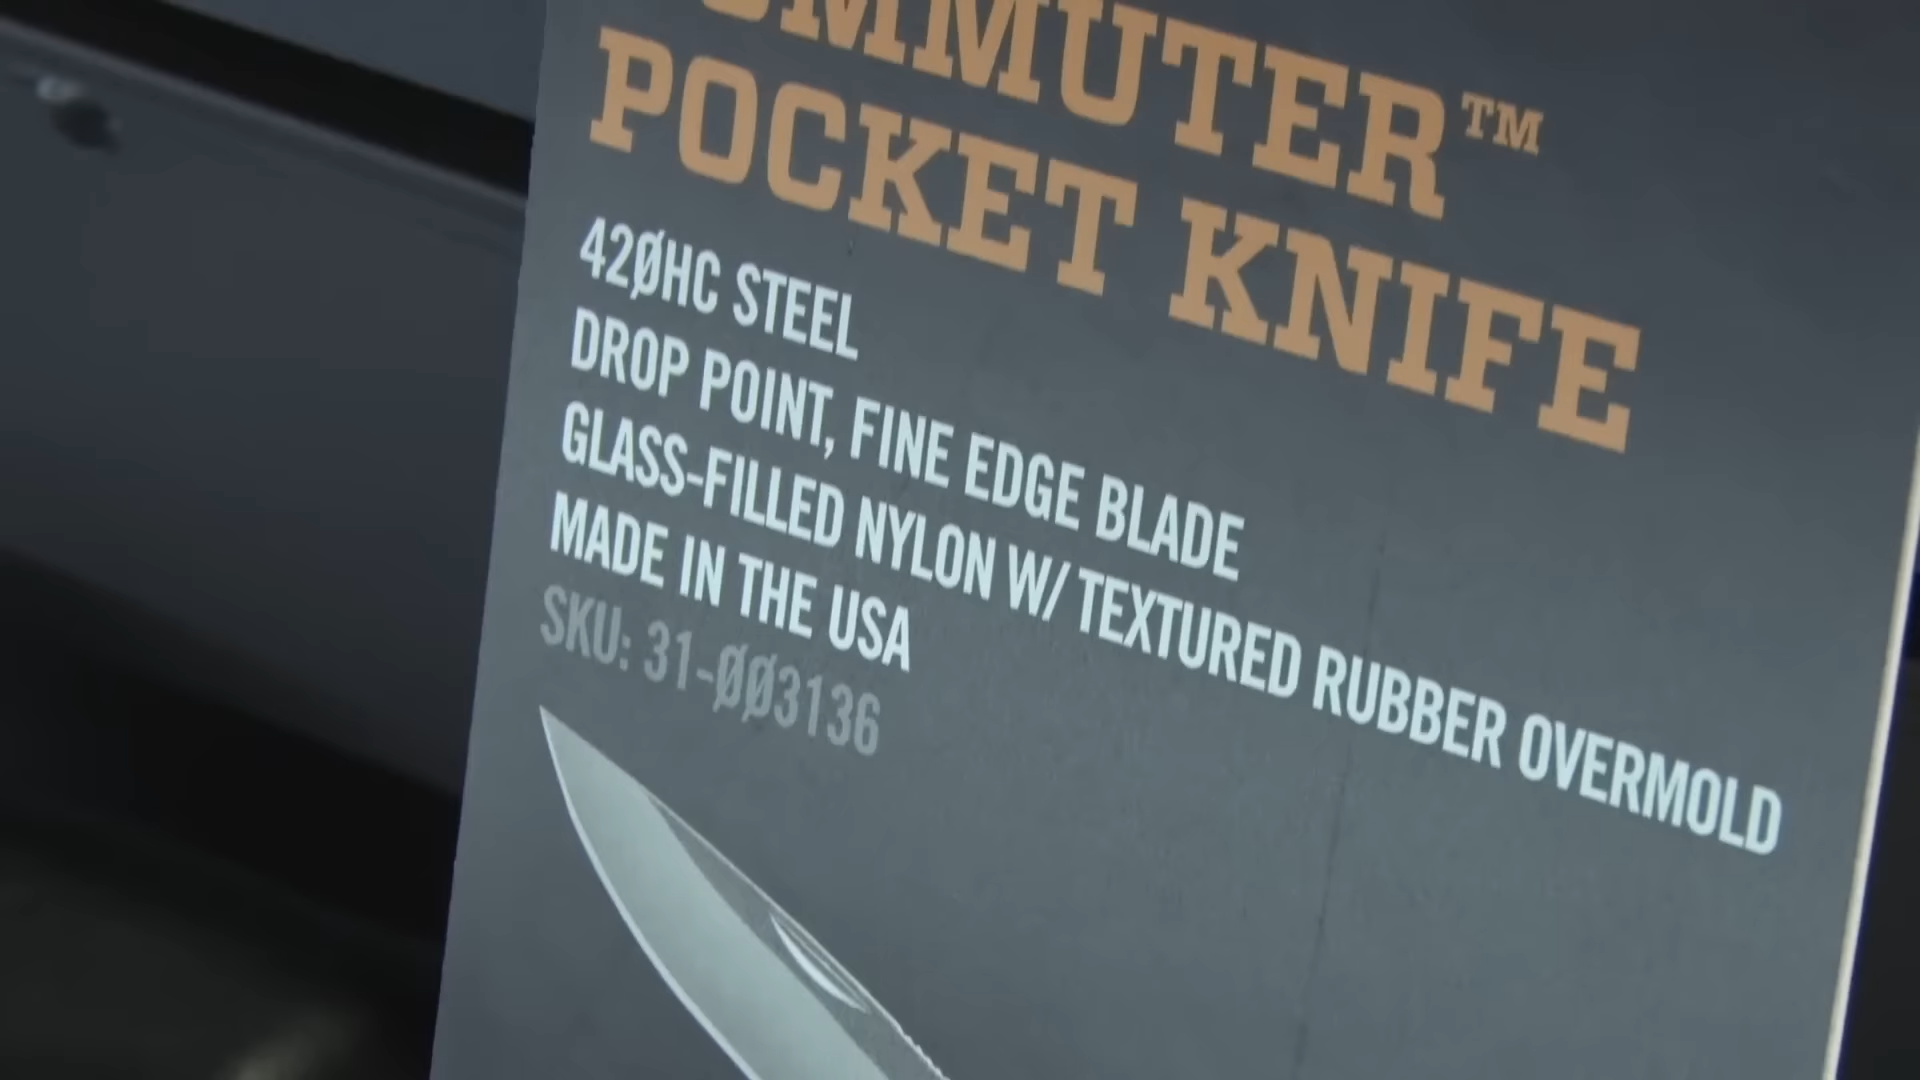 OMMUTER™
POCKET KNIFE
42ØHC STEEL
DROP POINT, FINE EDGE BLADE
GLASS-FILLED NYLON W/ TEXTURED RUBBER OVERMOLD
MADE IN THE USA
SKU: 31-ØØ3136